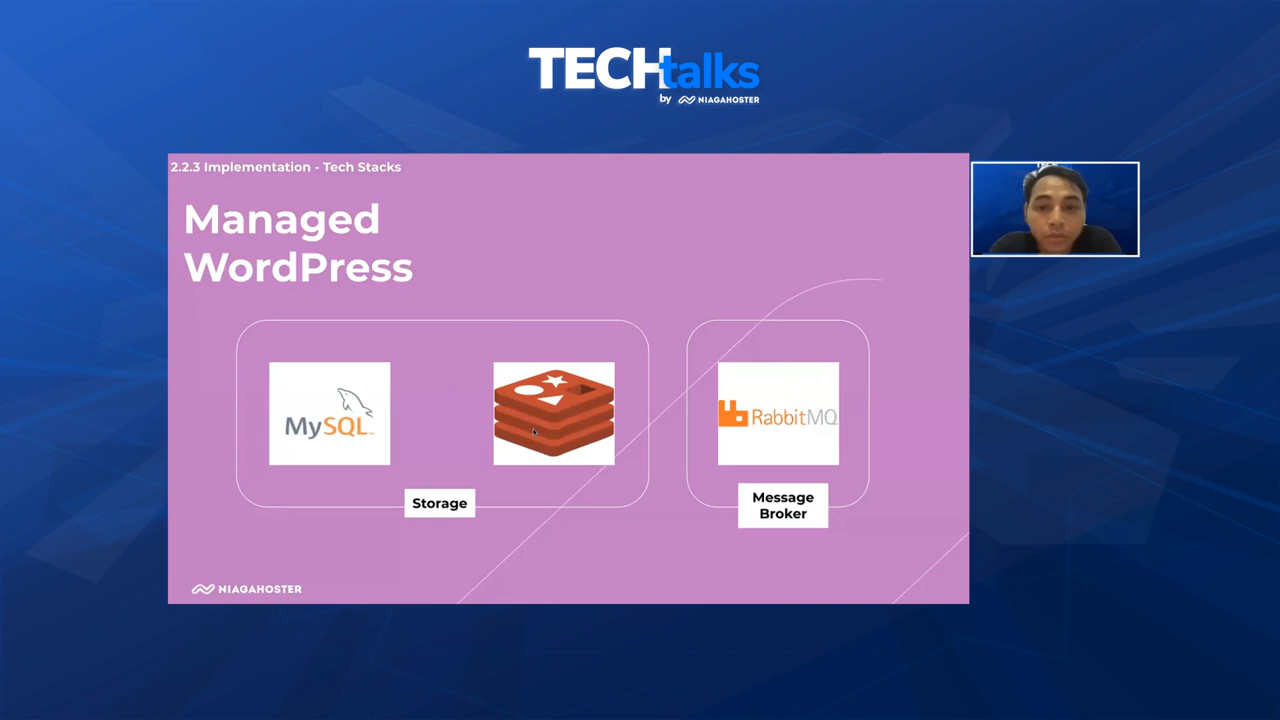 TECHtalks
by NIAGAHOSTER
2.2.3 Implementation - Tech Stacks
Managed
WordPress
MySQL
RabbitMQ
Storage
Message
Broker
NIAGAHOSTER